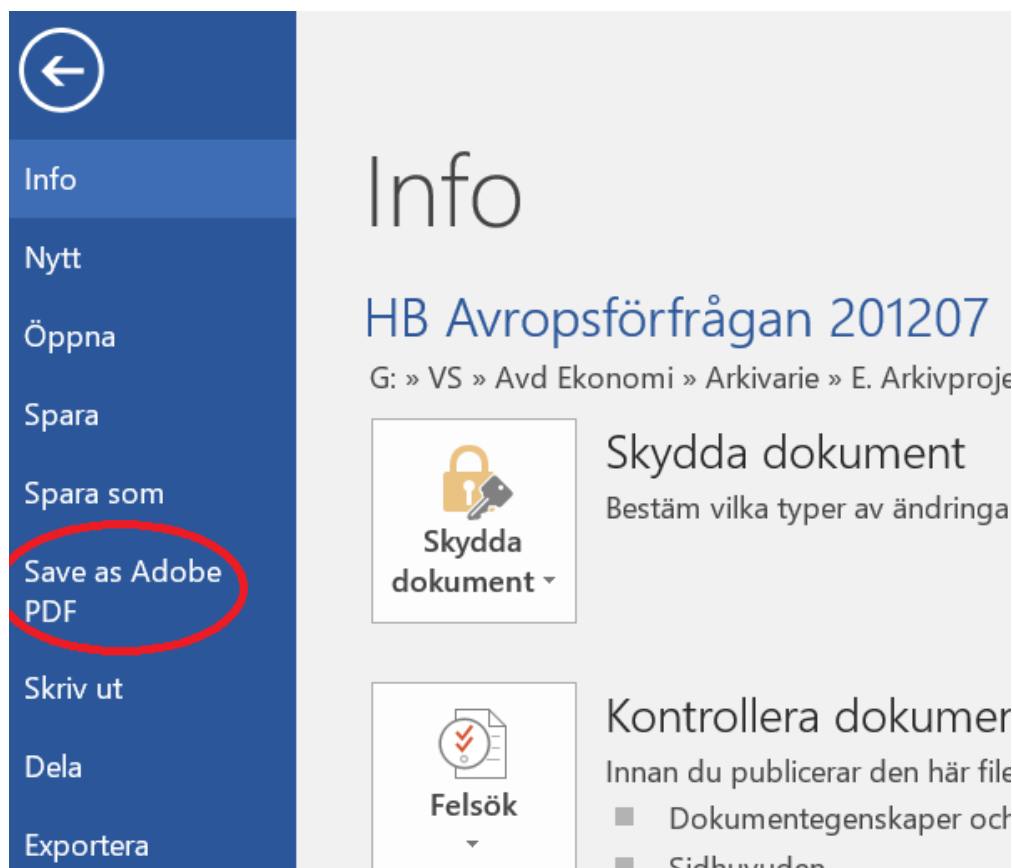 Info
Nytt
Öppna
Spara
Spara som
Save as Adobe
PDF
Skriv ut
Dela
Exportera
Info
HB Avropsförfrågan 201207
G: » VS » Avd Ekonomi » Arkivarie » E. Arkivproje
Skydda
dokument
Skydda dokument
Bestäm vilka typer av ändringa
Felsök
Kontrollera dokumen
Innan du publicerar den här file
Dokumentegenskaper och
Sidhuvuden